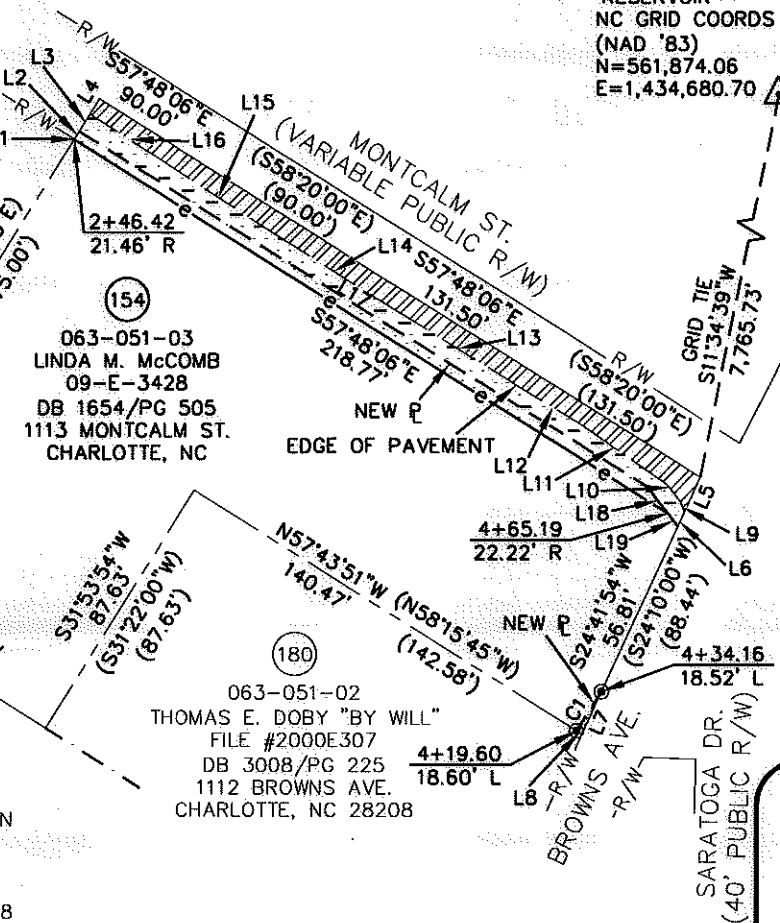 RESERVOIR
NC GRID COORDS
(NAD '83)
N=561,874.06
E=1,434,680.70
—R/W—
S57°48'06"E
90.00'
L3
L4
L2
—R/W—
L15
L16
1
(S58°20'00"E)
(90.00')
MONTCALM ST.
(VARIABLE PUBLIC R/W)
E)
5.00')
2+46.42
21.46' R
e
e
e
e
L14
S57°48'06"E
131.50'
L13
S57°48'06"E
218.77'
R/W
(S58°20'00"E)
(131.50')
GRID TIE
S11°34'39"W
7,765.73'
154
063-051-03
LINDA M. McCOMB
09-E-3428
DB 1654/PG 505
1113 MONTCALM ST.
CHARLOTTE, NC
NEW PL
EDGE OF PAVEMENT
L12
L11
L10
L18
L19
L5
L9
L6
4+65.19
22.22' R
S31°53'54"W
87.63'
(S31°22'00"W)
(87.63')
N57°43'51"W (N58°15'45"W)
140.47'
(142.58')
S24°41'54"W
56.81'
(S24°10'00"W)
(88.44')
NEW PL
4+34.16
18.52' L
180
063-051-02
THOMAS E. DOBY "BY WILL"
FILE #2000E307
DB 3008/PG 225
1112 BROWNS AVE.
CHARLOTTE, NC 28208
4+19.60
18.60' L
C1
L7
L8
—R/W—
BROWNS AVE.
-R/W-
SARATOGA DR.
(40' PUBLIC R/W)
N
8